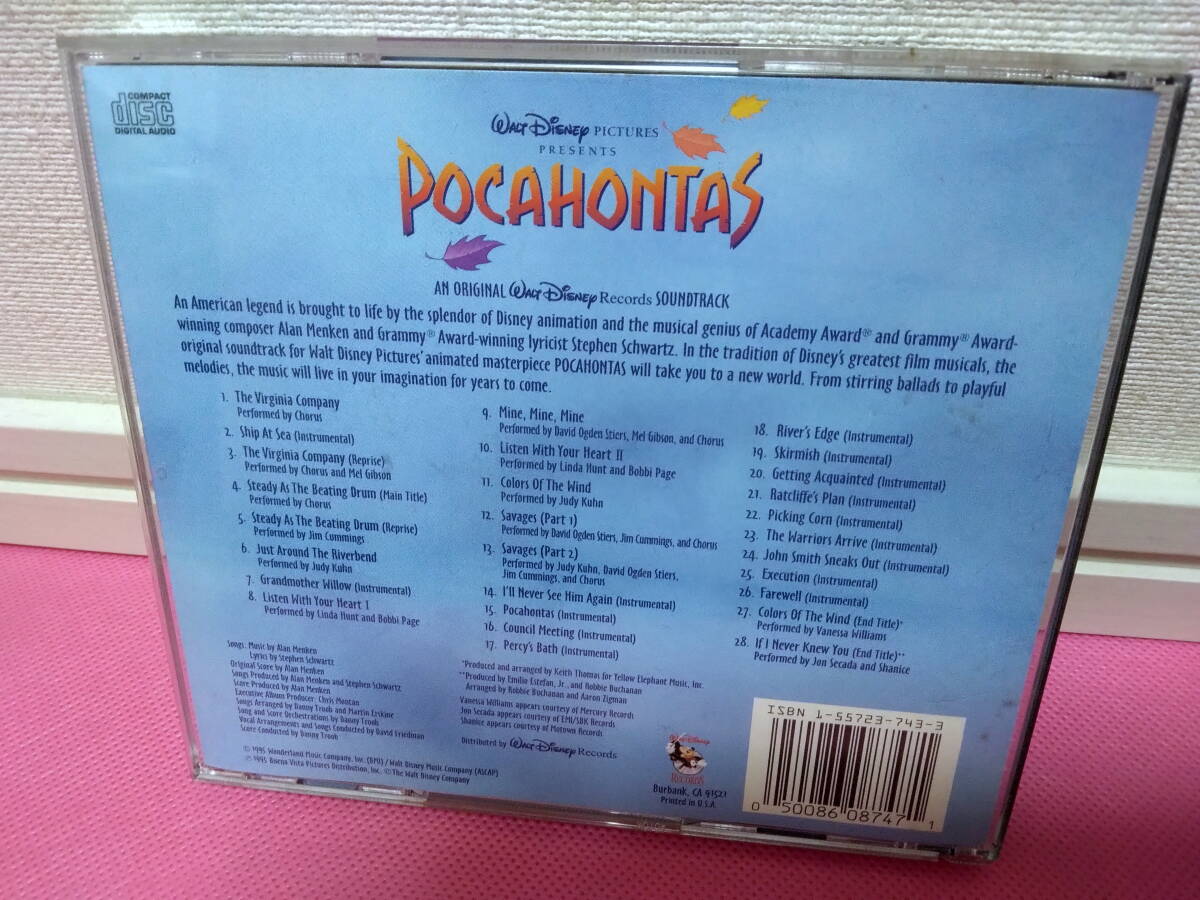 COMPACT
disc
DIGITAL AUDIO
WALT DISNEY PICTURES
PRESENTS
POCAHONTAS
AN ORIGINAL WALT DISNEY Records SOUNDTRACK
An American legend is brought to life by the splendor of Disney animation and the musical genius of Academy Award® and Grammy® Award-
winning composer Alan Menken and Grammy® Award-winning lyricist Stephen Schwartz. In the tradition of Disney's greatest film musicals, the
original soundtrack for Walt Disney Pictures' animated masterpiece POCAHONTAS will take you to a new world. From stirring ballads to playful
melodies, the music will live in your imagination for years to come.
1. The Virginia Company
Performed by Chorus
2. Ship At Sea (Instrumental)
3. The Virginia Company (Reprise)
Performed by Chorus and Mel Gibson
4. Steady As The Beating Drum (Main Title)
Performed by Chorus
5. Steady As The Beating Drum (Reprise)
Performed by Jim Cummings
6. Just Around The Riverbend
Performed by Judy Kuhn
7. Grandmother Willow (Instrumental)
8. Listen With Your Heart I
Performed by Linda Hunt and Bobbi Page
9. Mine, Mine, Mine
Performed by David Ogden Stiers, Mel Gibson, and Chorus
10. Listen With Your Heart II
Performed by Linda Hunt and Bobbi Page
11. Colors Of The Wind
Performed by Judy Kuhn
12. Savages (Part 1)
Performed by David Ogden Stiers, Jim Cummings, and Chorus
13. Savages (Part 2)
Performed by Judy Kuhn, David Ogden Stiers,
Jim Cummings, and Chorus
14. I'll Never See Him Again (Instrumental)
15. Pocahontas (Instrumental)
16. Council Meeting (Instrumental)
17. Percy's Bath (Instrumental)
18. River's Edge (Instrumental)
19. Skirmish (Instrumental)
20. Getting Acquainted (Instrumental)
21. Ratcliffe's Plan (Instrumental)
22. Picking Corn (Instrumental)
23. The Warriors Arrive (Instrumental)
24. John Smith Sneaks Out (Instrumental)
25. Execution (Instrumental)
26. Farewell (Instrumental)
27. Colors Of The Wind (End Title)*
Performed by Vanessa Williams
28. If I Never Knew You (End Title)**
Performed by Jon Secada and Shanice
Songs: Music by Alan Menken
Lyrics by Stephen Schwartz
Original Score by Alan Menken
Songs Produced by Alan Menken and Stephen Schwartz
Score Produced by Alan Menken
Executive Album Producer: Chris Montan
Songs Arranged by Danny Troob and Martin Erskine
Song and Score Orchestrations by Danny Troob
Vocal Arrangements and Songs Conducted by David Friedman
Score Conducted by Danny Troob
© 1995 Wonderland Music Company, Inc. (BMI) / Walt Disney Music Company (ASCAP)
℗ 1995 Buena Vista Pictures Distribution, Inc. © The Walt Disney Company
*Produced and arranged by Keith Thomas for Yellow Elephant Music, Inc.
**Produced by Emilio Estefan, Jr., and Robbie Buchanan
Arranged by Robbie Buchanan and Aaron Zigman
Vanessa Williams appears courtesy of Mercury Records
Jon Secada appears courtesy of EMI/SBK Records
Shanice appears courtesy of Motown Records
Distributed by WALT DISNEY Records
WALT DISNEY
RECORDS
Burbank, CA 91521
Printed in U.S.A.
ISBN 1-55723-743-3
0 50086 08747 1